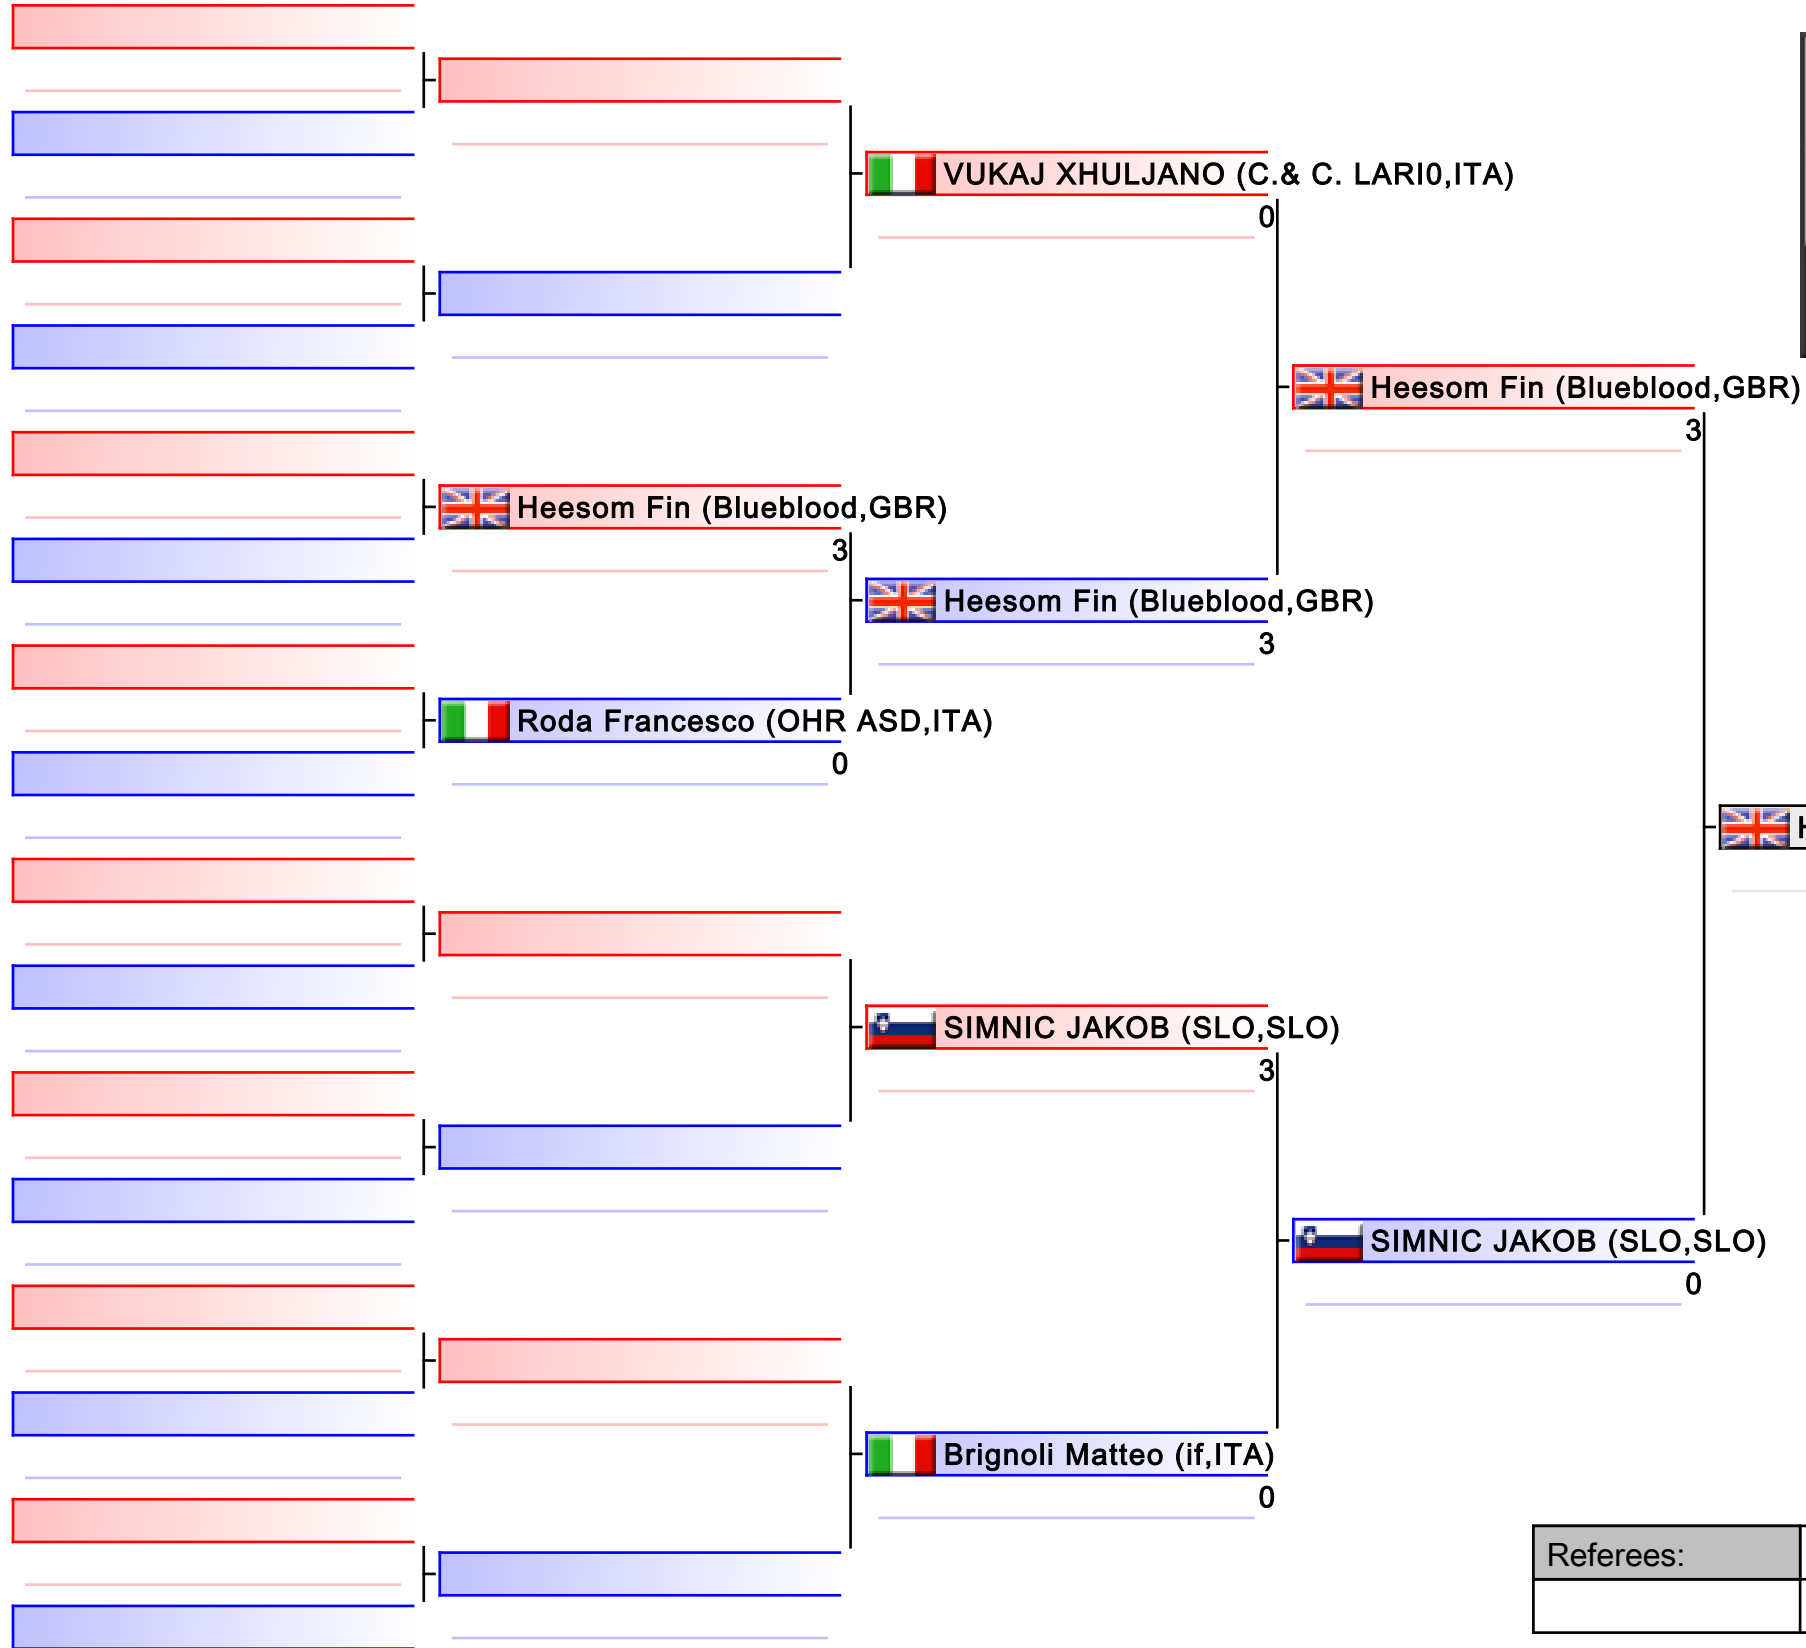 VUKAJ XHULJANO (C.& C. LARI0,ITA)
0
Heesom Fin (Blueblood,GBR)
3
Heesom Fin (Blueblood,GBR)
3
Heesom Fin (Blueblood,GBR)
3
Roda Francesco (OHR ASD,ITA)
0
SIMNIC JAKOB (SLO,SLO)
3
SIMNIC JAKOB (SLO,SLO)
0
Brignoli Matteo (if,ITA)
0
Referees: